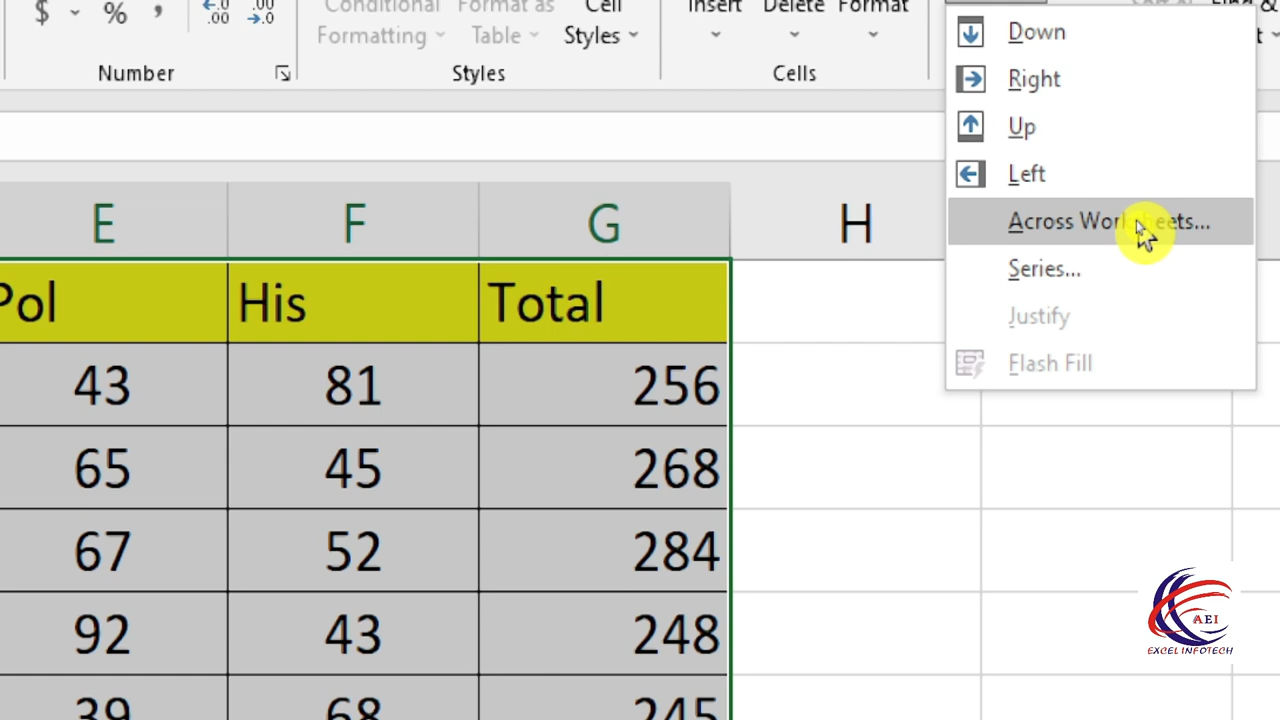 $ % , .00 .00
Conditional Format as Cell Insert Delete Format
Formatting Table Styles
Number Styles Cells
Down
Right
Up
Left
Across Worksheets...
Series...
Justify
Flash Fill
E F G H
Pol His Total
43 81 256
65 45 268
67 52 284
92 43 248
39 68 245
AEI
EXCEL INFOTECH